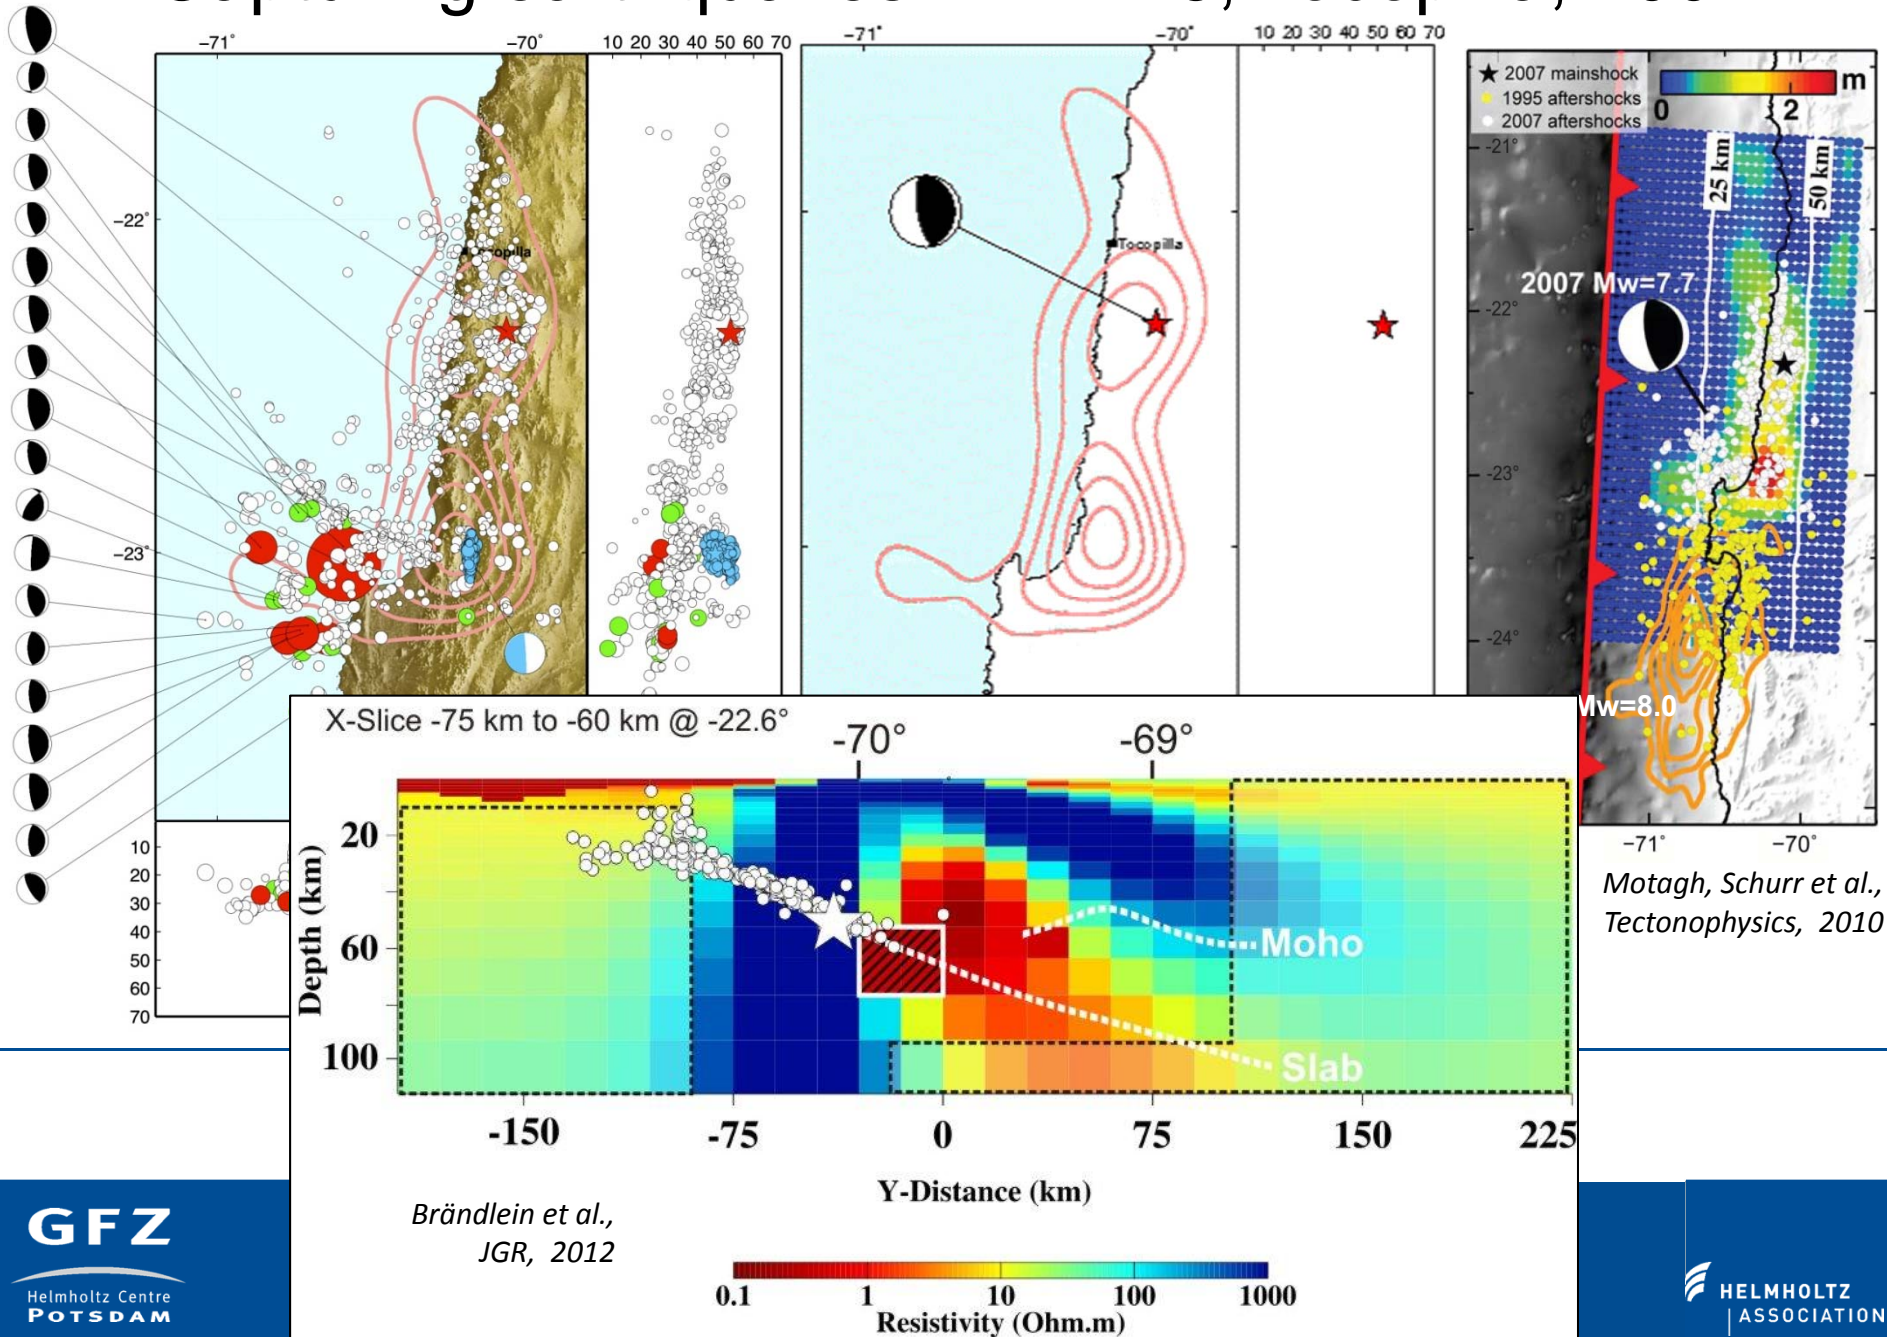 −71° −70° 10 20 30 40 50 60 70
−22°
−23°
10
20
30
40
50
60
70
−71° −70° 10 20 30 40 50 60 70
Tocopilla
2007 mainshock
1995 aftershocks
2007 aftershocks
0 2 m
25 km
50 km
-21°
-22°
-23°
-24°
2007 Mw=7.7
Mw=8.0
−71° −70°
Motagh, Schurr et al.,
Tectonophysics, 2010
X-Slice -75 km to -60 km @ -22.6°
-70° -69°
Depth (km)
20
60
100
Moho
Slab
-150 -75 0 75 150 225
Y-Distance (km)
Brändlein et al.,
JGR, 2012
0.1 1 10 100 1000
Resistivity (Ohm.m)
GFZ
Helmholtz Centre
POTSDAM
HELMHOLTZ
ASSOCIATION